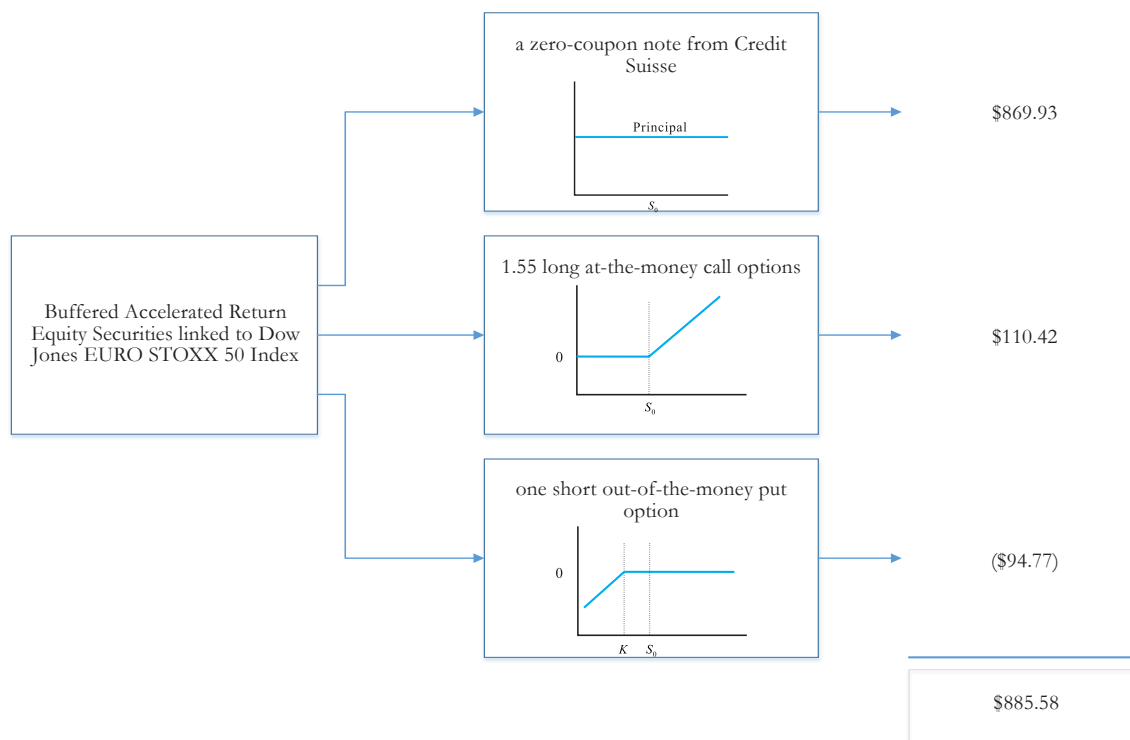 a zero-coupon note from Credit
Suisse
Principal
S₀
$869.93
Buffered Accelerated Return
Equity Securities linked to Dow
Jones EURO STOXX 50 Index
1.55 long at-the-money call options
0
S₀
$110.42
one short out-of-the-money put
option
0
K S₀
($94.77)
$885.58